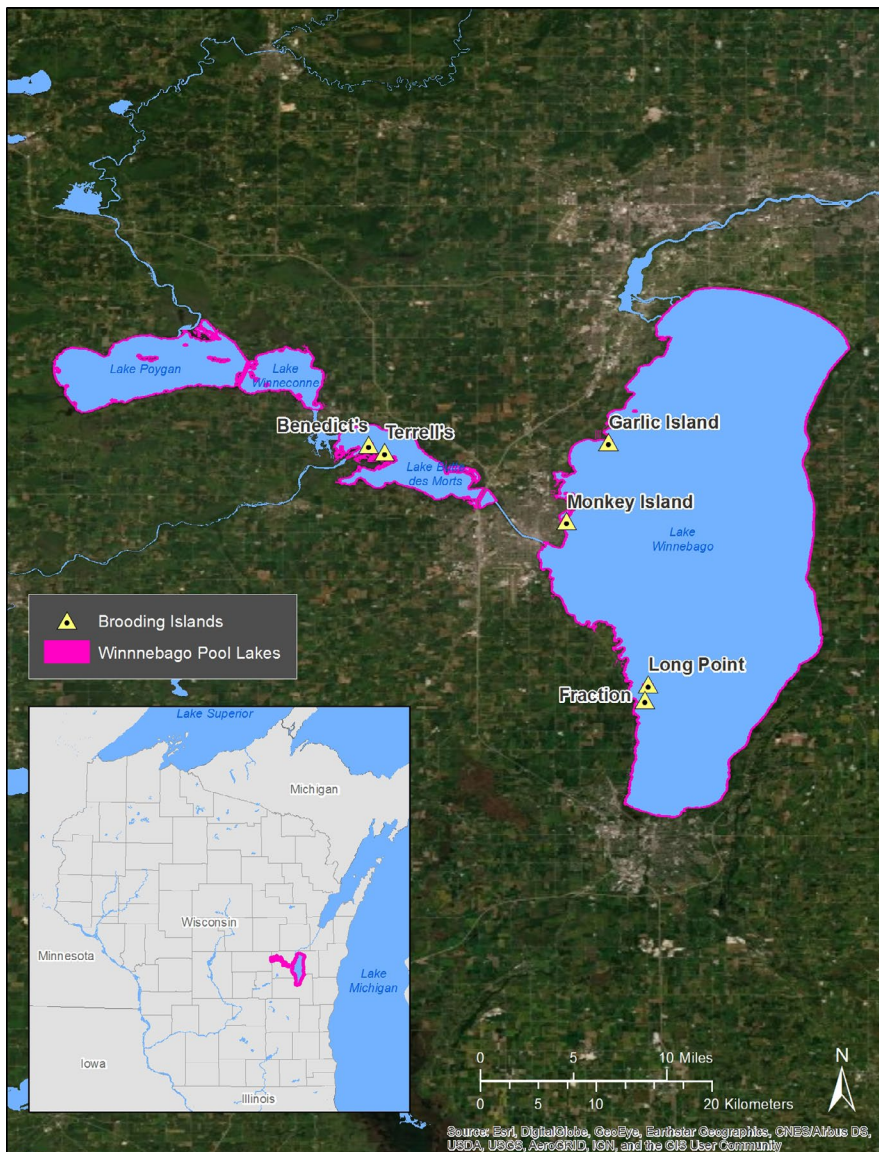 Lake Poygan
Lake
Winneconne
Benedict's
Terrell's
Lake Butte
des Morts
Garlic Island
Monkey Island
Lake
Winnebago
Long Point
Fraction
Brooding Islands
Winnnebago Pool Lakes
Lake Superior
Michigan
Wisconsin
Minnesota
Lake
Michigan
Iowa
Illinois
0 5 10 Miles
0 5 10 20 Kilometers
N
Source: Esri, DigitalGlobe, GeoEye, Earthstar Geographics, CNES/Airbus DS,
USDA, USGS, AeroGRID, IGN, and the GIS User Community